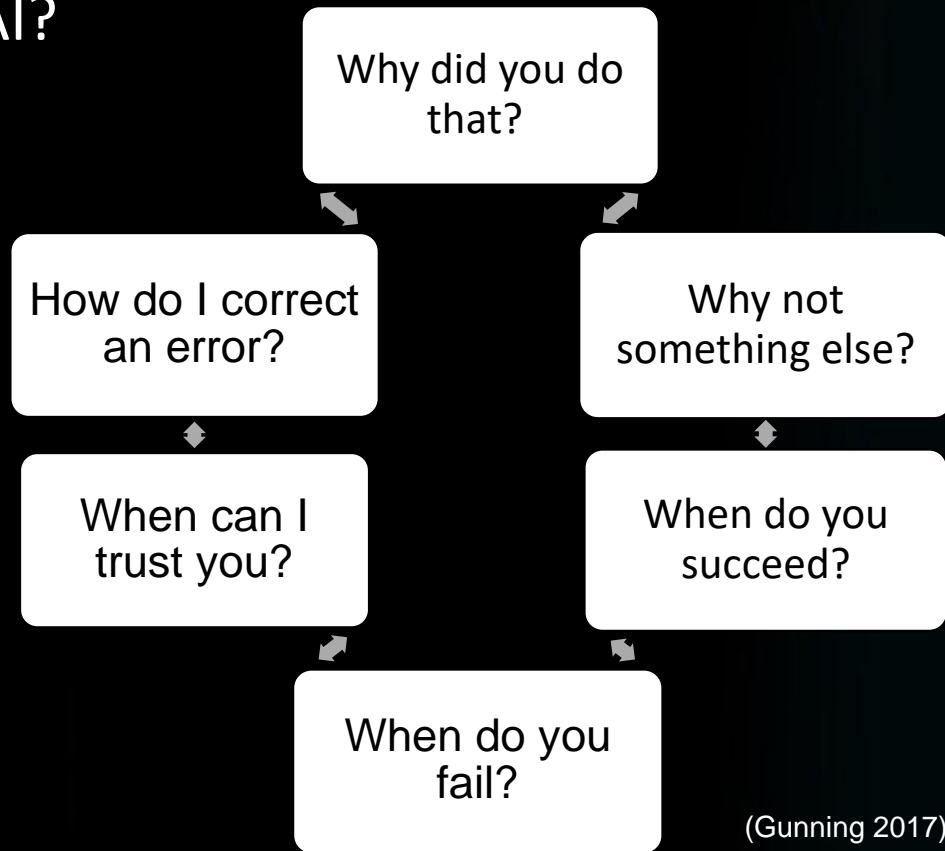 AI?
Why did you do
that?
How do I correct
an error?
Why not
something else?
When can I
trust you?
When do you
succeed?
When do you
fail?
(Gunning 2017)